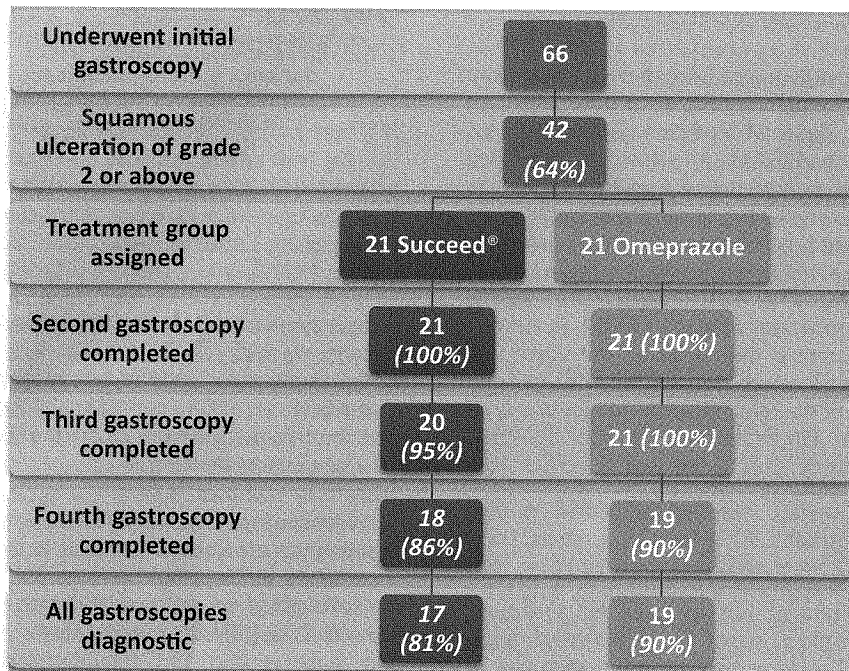 Underwent initial
gastroscopy
66
Squamous
ulceration of grade
2 or above
42
(64%)
Treatment group
assigned
21 Succeed®
21 Omeprazole
Second gastroscopy
completed
21
(100%)
21 (100%)
Third gastroscopy
completed
20
(95%)
21 (100%)
Fourth gastroscopy
completed
18
(86%)
19
(90%)
All gastroscopies
diagnostic
17
(81%)
19
(90%)